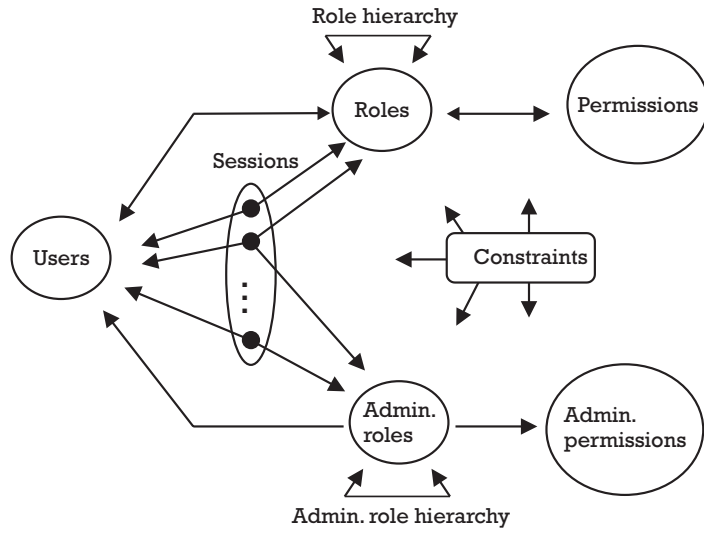 Role hierarchy
Roles
Permissions
Sessions
Users
Constraints
Admin.
roles
Admin.
permissions
Admin. role hierarchy